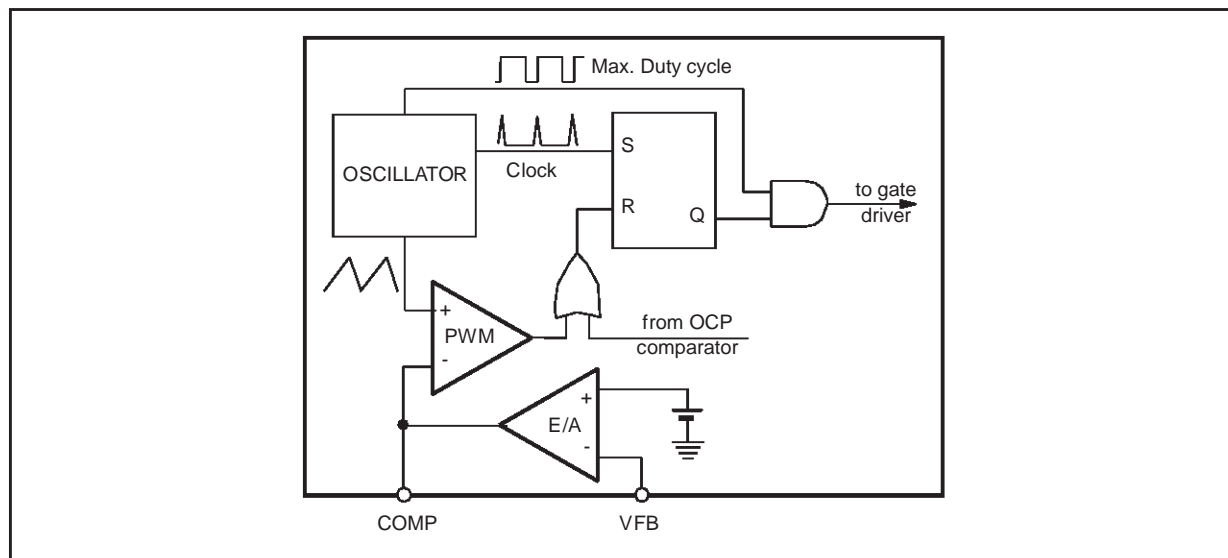 Max. Duty cycle
OSCILLATOR
Clock
S
R
Q
to gate
driver
+
PWM
-
from OCP
comparator
+
E/A
-
COMP
VFB